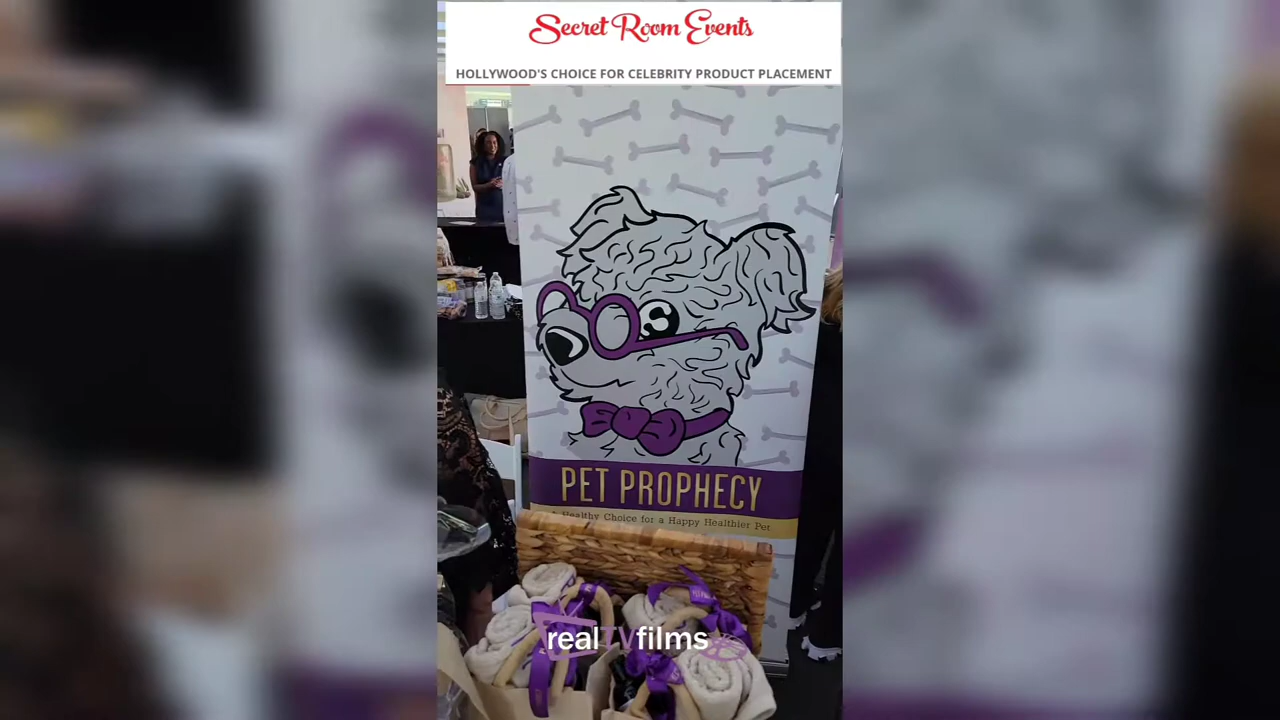 Secret Room Events
HOLLYWOOD'S CHOICE FOR CELEBRITY PRODUCT PLACEMENT
PET PROPHECY
Healthy Choice for a Happy Healthier Pet
realTVfilms